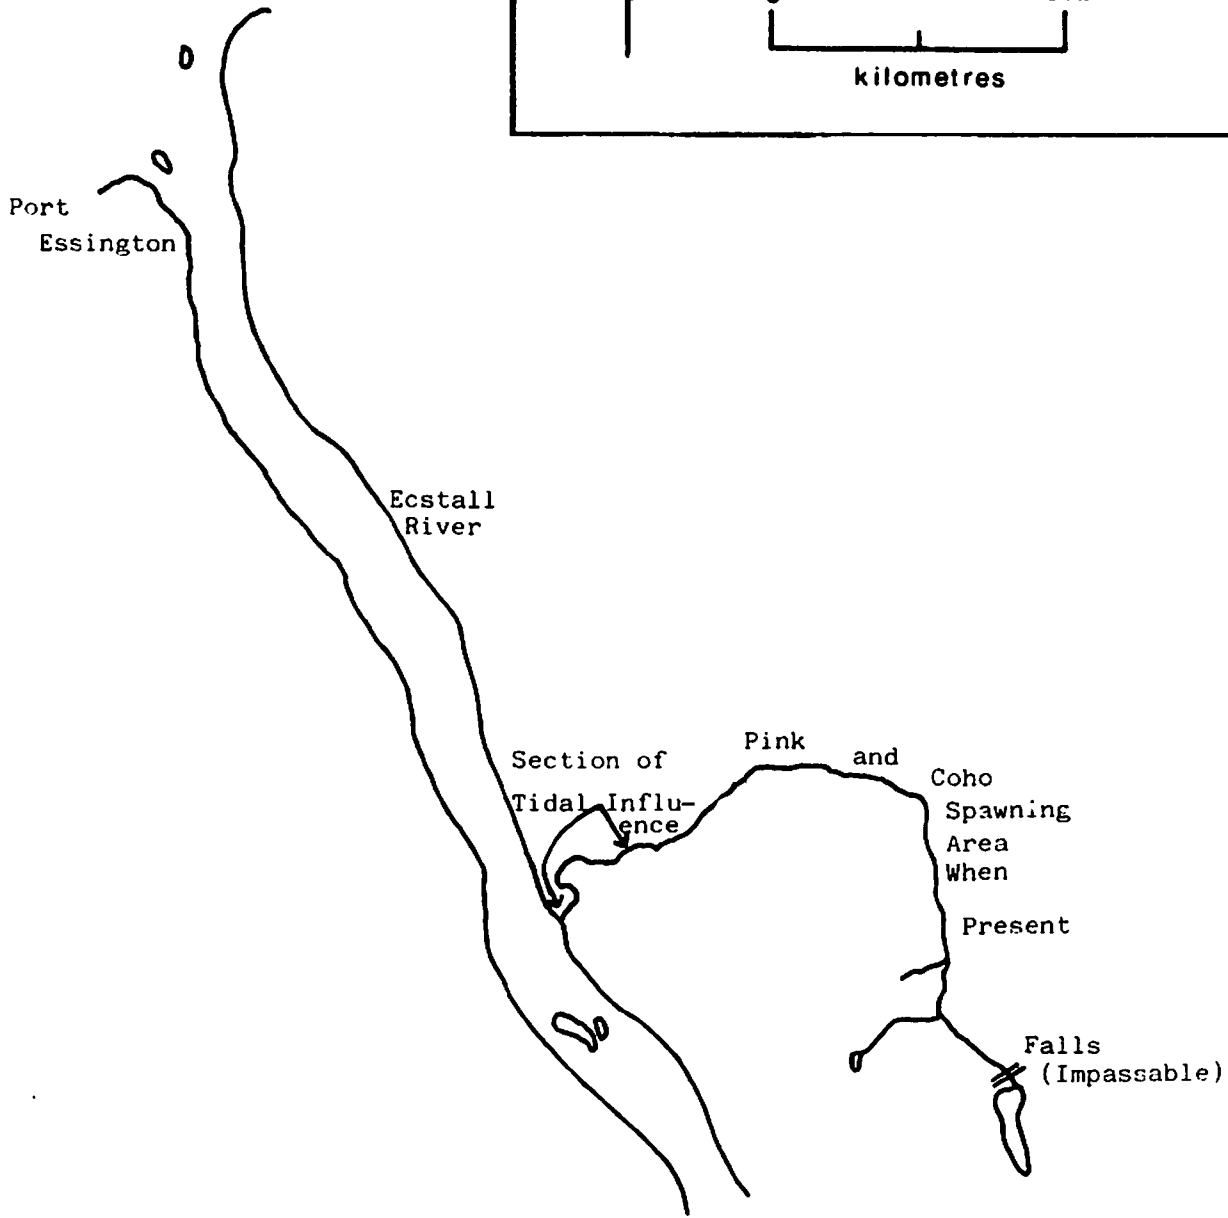 kilometres
Port
Essington
Ecstall
River
Section of
Tidal Influ-
ence
Pink and
Coho
Spawning
Area
When
Present
Falls
(Impassable)